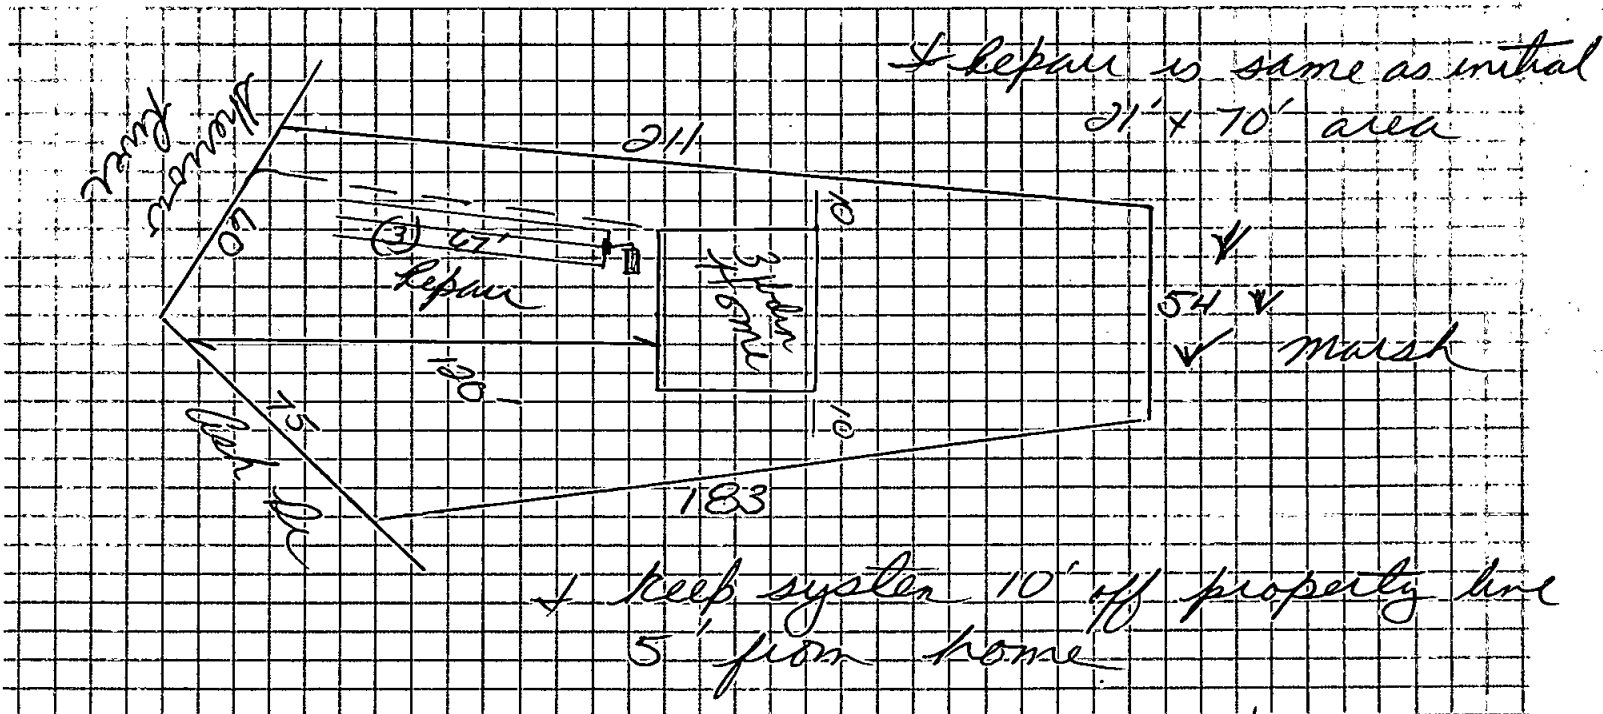 * Repair is same as initial
21' x 70' area
211
60
10
③ 67'
Repair
3 bdrm
Home
54
marsh
120'
75
10'
183
* Keep system 10' off property line
5' from home